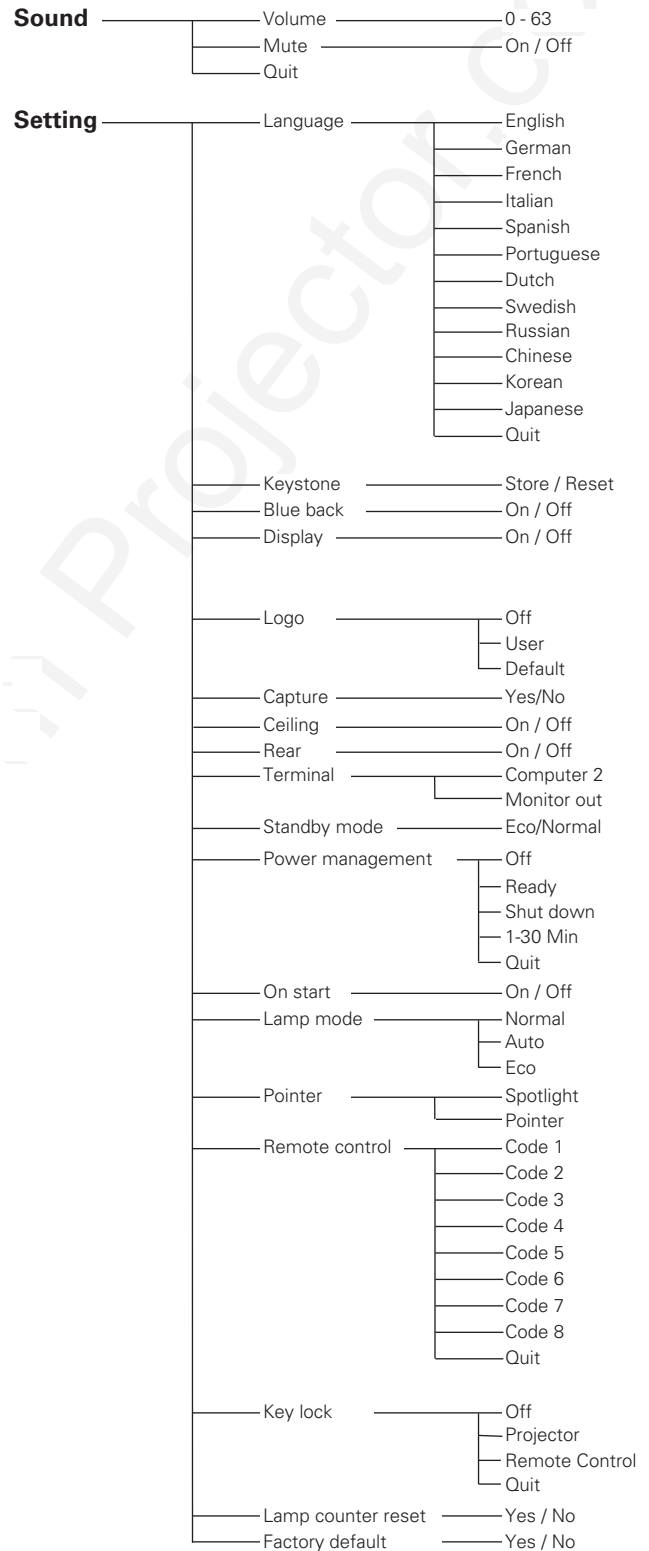 Sound Volume 0 - 63
Mute On / Off
Quit
Setting Language English
German
French
Italian
Spanish
Portuguese
Dutch
Swedish
Russian
Chinese
Korean
Japanese
Quit
Keystone Store / Reset
Blue back On / Off
Display On / Off
Logo Off
User
Default
Capture Yes/No
Ceiling On / Off
Rear On / Off
Terminal Computer 2
Monitor out
Standby mode Eco/Normal
Power management Off
Ready
Shut down
1-30 Min
Quit
On start On / Off
Lamp mode Normal
Auto
Eco
Pointer Spotlight
Pointer
Remote control Code 1
Code 2
Code 3
Code 4
Code 5
Code 6
Code 7
Code 8
Quit
Key lock Off
Projector
Remote Control
Quit
Lamp counter reset Yes / No
Factory default Yes / No